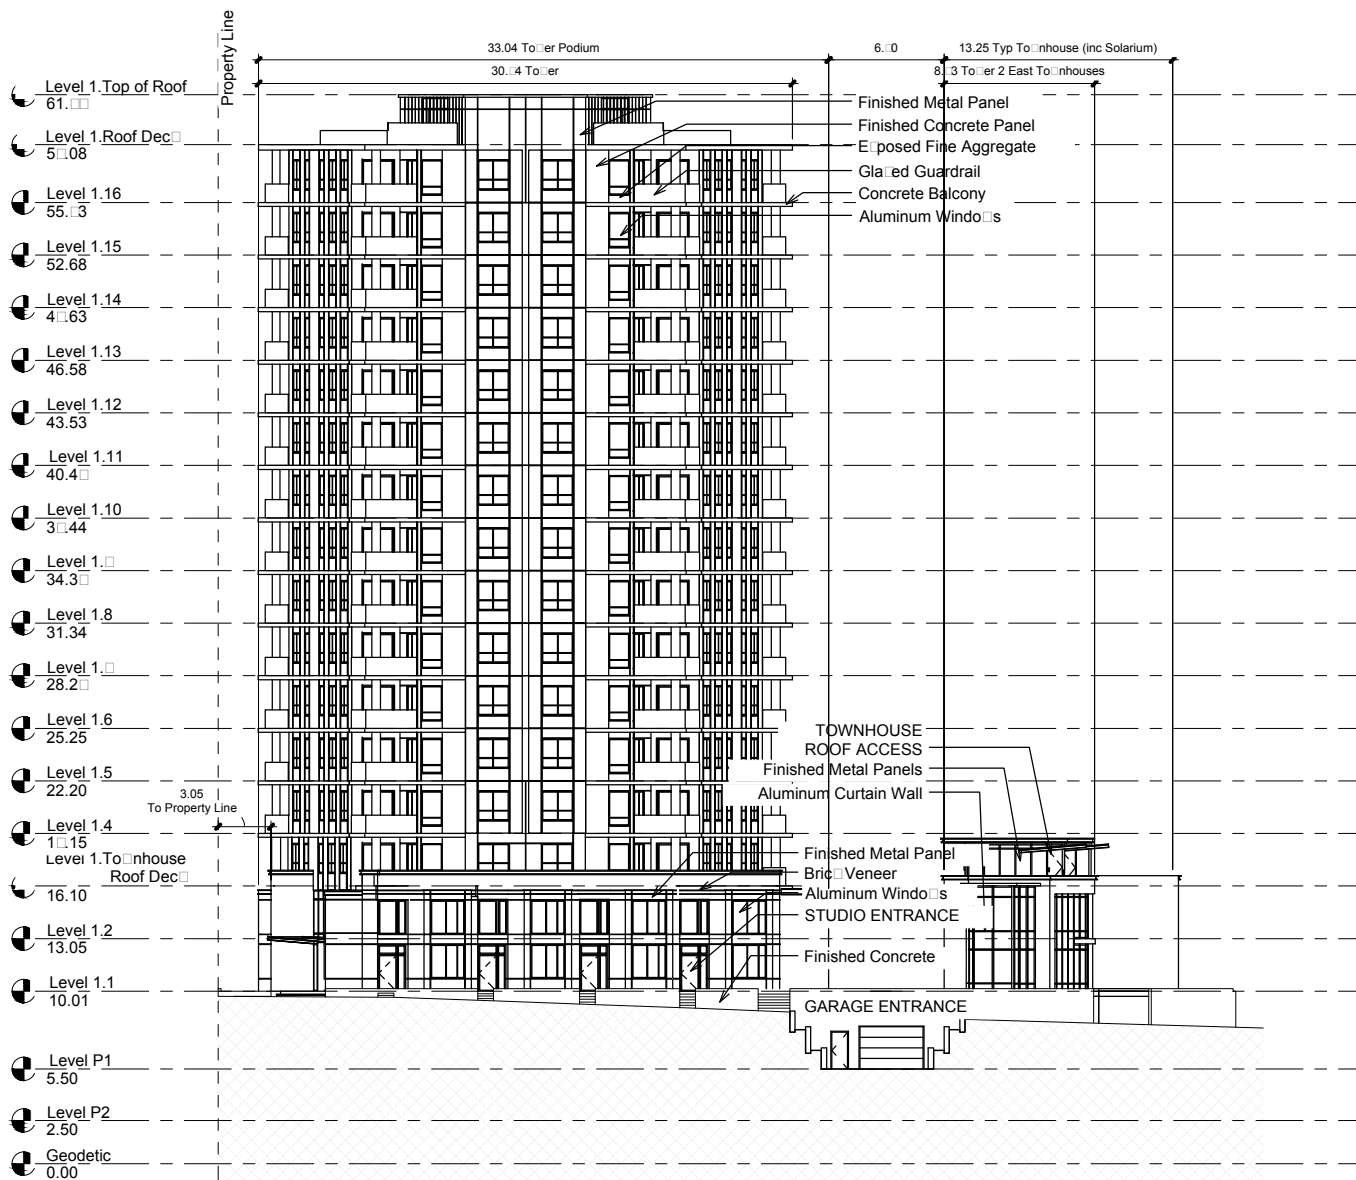 Property Line
33.04 To□er Podium
6.□0
13.25 Typ To□nhouse (inc Solarium)
30.□4 To□er
8.□3 To□er 2 East To□nhouses
Level 1.Top of Roof
61.□□
Level 1.Roof Dec□
5□.08
Level 1.16
55.□3
Level 1.15
52.68
Level 1.14
4□.63
Level 1.13
46.58
Level 1.12
43.53
Level 1.11
40.4□
Level 1.10
3□.44
Level 1.□
34.3□
Level 1.8
31.34
Level 1.□
28.2□
Level 1.6
25.25
Level 1.5
22.20
Level 1.4
1□.15
Level 1.To□nhouse
Roof Dec□
16.10
Level 1.2
13.05
Level 1.1
10.01
Level P1
5.50
Level P2
2.50
Geodetic
0.00
3.05
To Property Line
Finished Metal Panel
Finished Concrete Panel
E□posed Fine Aggregate
Gla□ed Guardrail
Concrete Balcony
Aluminum Windo□s
TOWNHOUSE
ROOF ACCESS
Finished Metal Panels
Aluminum Curtain Wall
Finished Metal Panel
Bric□ Veneer
Aluminum Windo□s
STUDIO ENTRANCE
Finished Concrete
GARAGE ENTRANCE